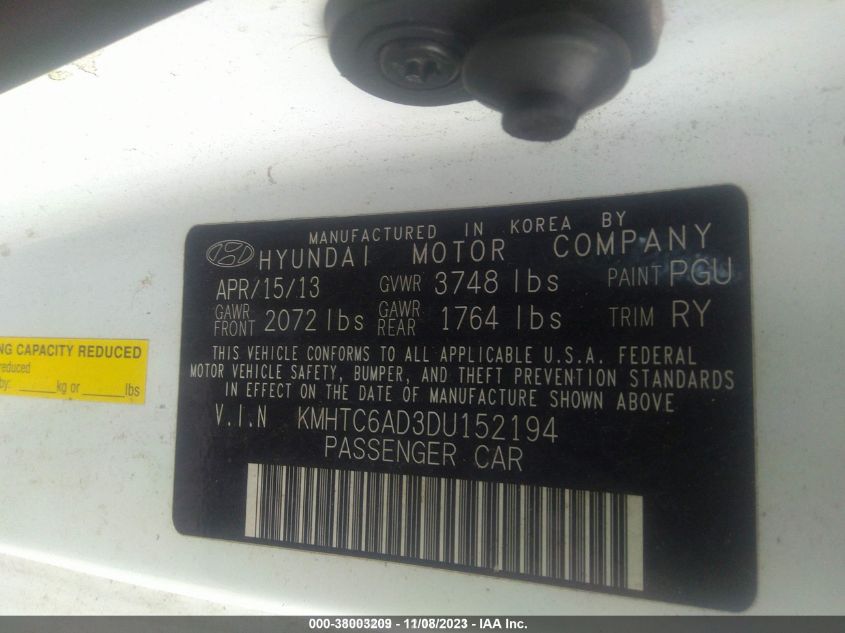 MANUFACTURED IN KOREA BY
HYUNDAI MOTOR COMPANY
APR/15/13 GVWR 3748 lbs PAINT PGU
GAWR FRONT 2072 lbs GAWR REAR 1764 lbs TRIM RY
THIS VEHICLE CONFORMS TO ALL APPLICABLE U.S.A. FEDERAL
MOTOR VEHICLE SAFETY, BUMPER, AND THEFT PREVENTION STANDARDS
IN EFFECT ON THE DATE OF MANUFACTURE SHOWN ABOVE
V.I.N KMHTC6AD3DU152194
PASSENGER CAR
NG CAPACITY REDUCED
reduced
by: _____kg or _____lbs
000-38003209 - 11/08/2023 - IAA Inc.